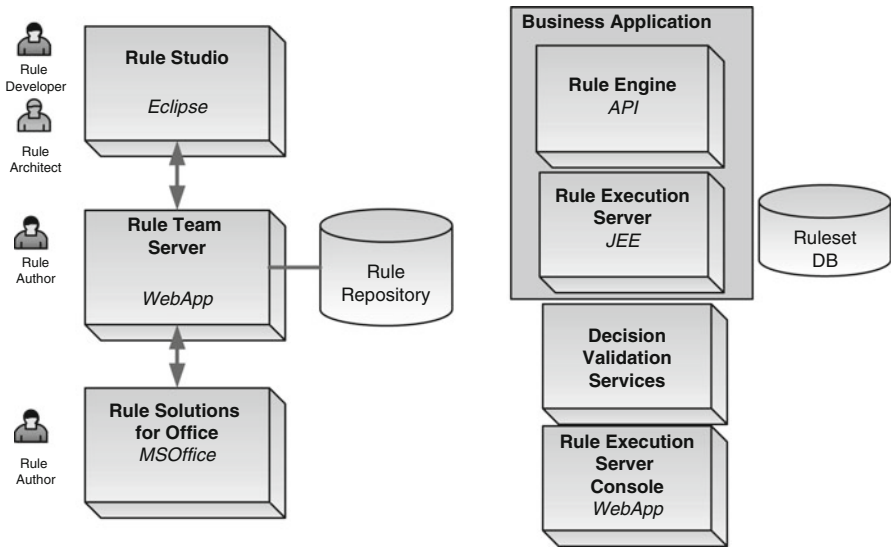 Rule
Developer
Rule
Architect
Rule Studio
Eclipse
Rule
Author
Rule Team
Server
WebApp
Rule
Repository
Rule
Author
Rule Solutions
for Office
MSOffice
Business Application
Rule Engine
API
Rule Execution
Server
JEE
Ruleset
DB
Decision
Validation
Services
Rule Execution
Server
Console
WebApp